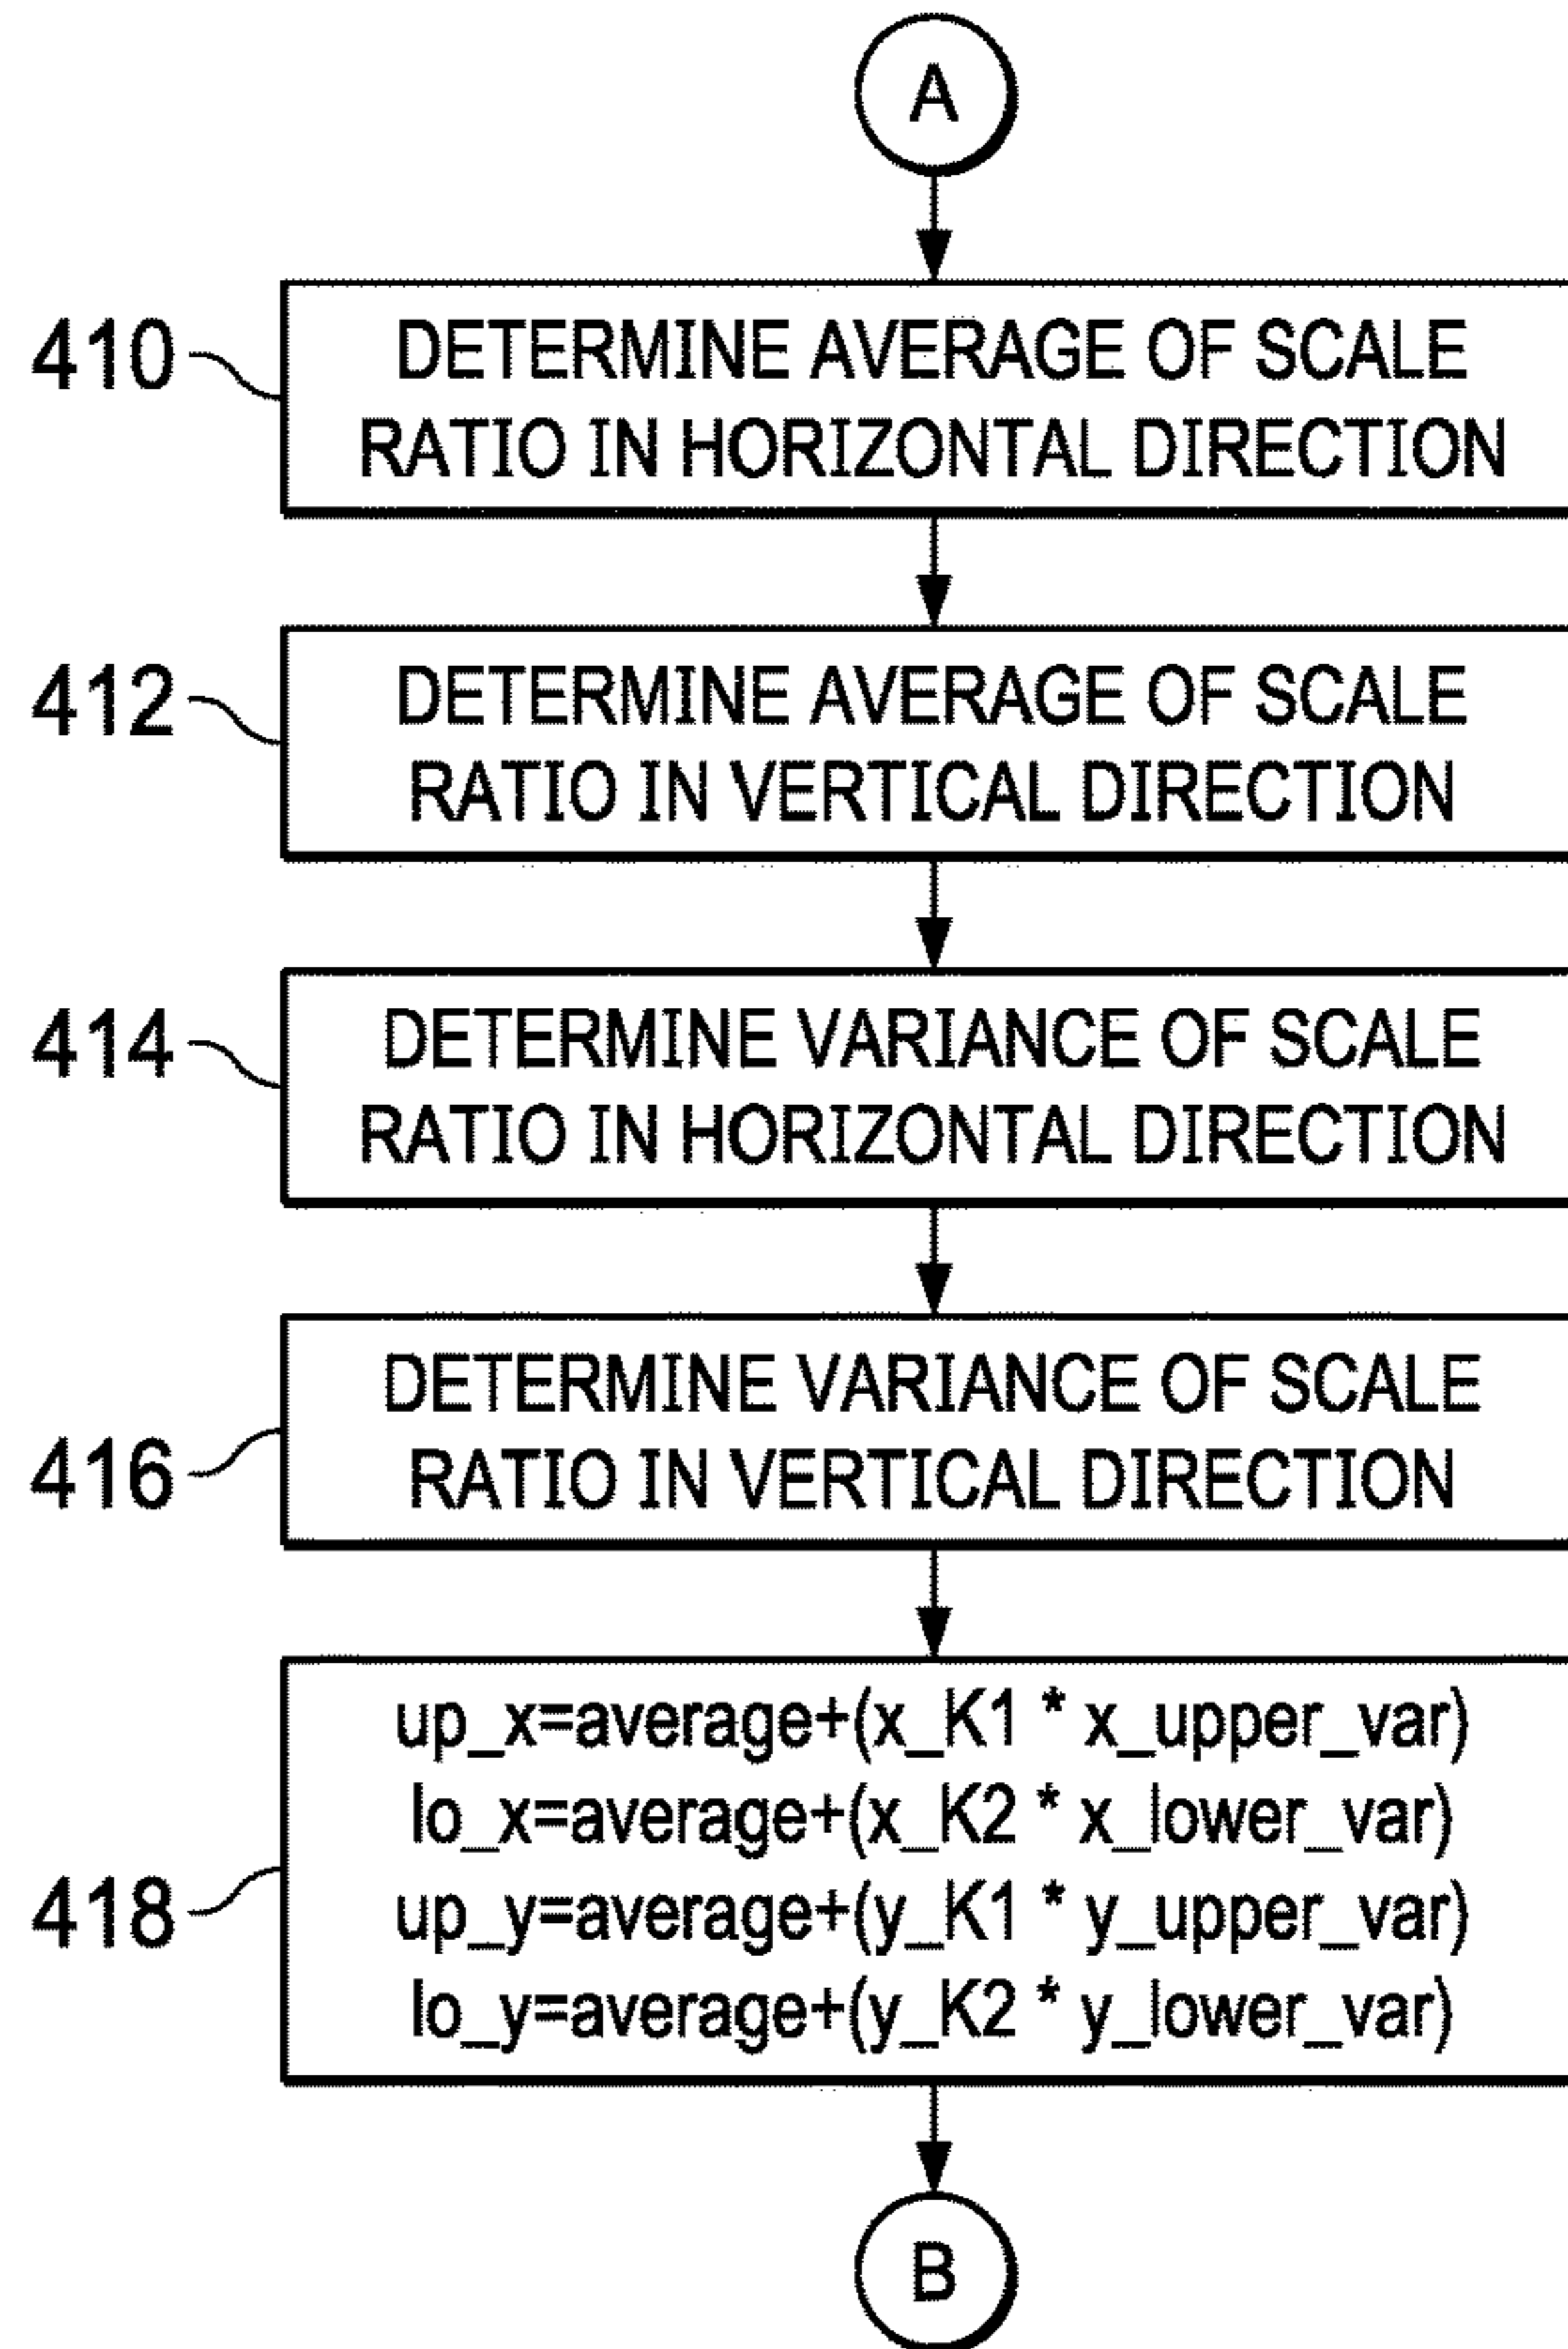 A
410
DETERMINE AVERAGE OF SCALE
RATIO IN HORIZONTAL DIRECTION
412
DETERMINE AVERAGE OF SCALE
RATIO IN VERTICAL DIRECTION
414
DETERMINE VARIANCE OF SCALE
RATIO IN HORIZONTAL DIRECTION
416
DETERMINE VARIANCE OF SCALE
RATIO IN VERTICAL DIRECTION
418
up_x=average+(x_K1 * x_upper_var)
lo_x=average+(x_K2 * x_lower_var)
up_y=average+(y_K1 * y_upper_var)
lo_y=average+(y_K2 * y_lower_var)
B